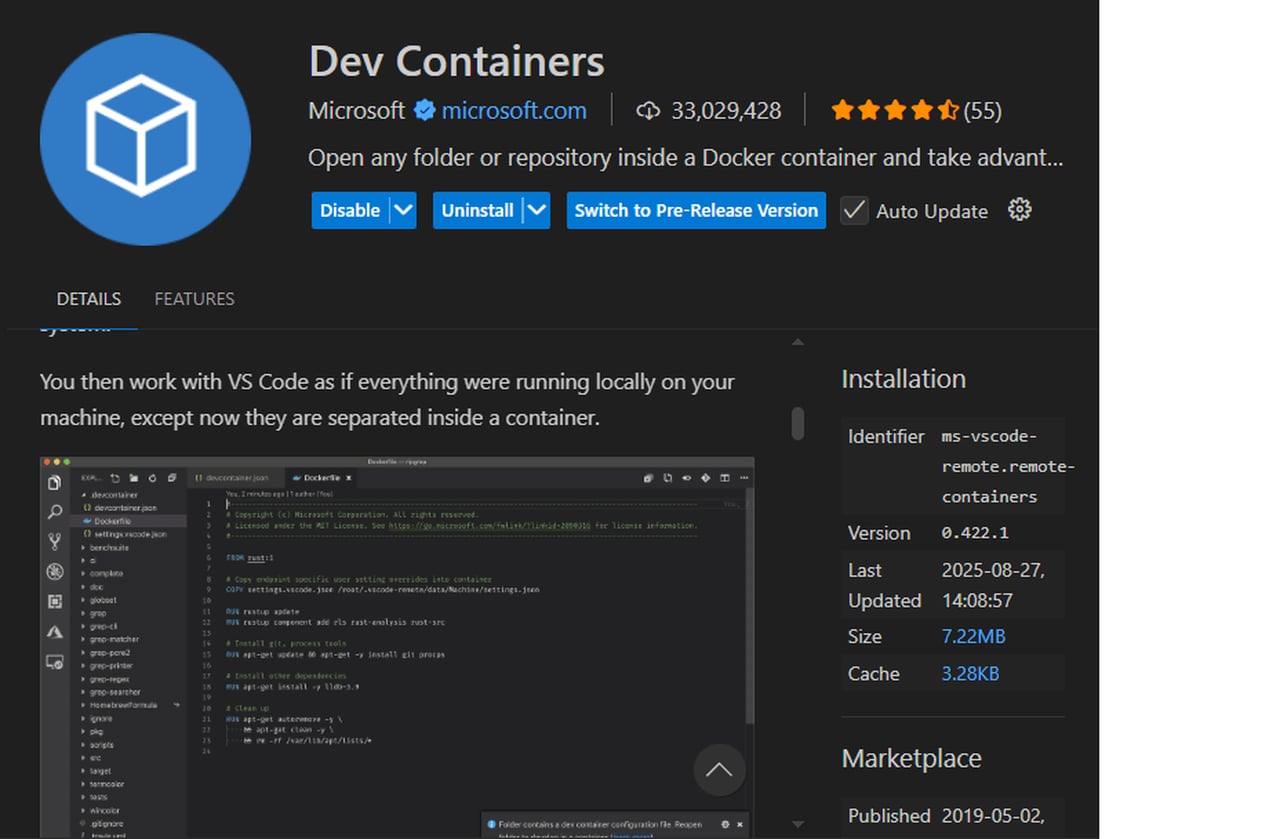 Dev Containers
Microsoft microsoft.com 33,029,428 (55)
Open any folder or repository inside a Docker container and take advant...
Disable Uninstall Switch to Pre-Release Version Auto Update
DETAILS FEATURES
system.
You then work with VS Code as if everything were running locally on your
machine, except now they are separated inside a container.
Dockerfile — ripgrep
EXPL...
.devcontainer
devcontainer.json
Dockerfile
settings.vscode.json
benchsuite
ci
complete
doc
globset
grep
grep-cli
grep-matcher
grep-pcre2
grep-printer
grep-regex
grep-searcher
HomebrewFormula
ignore
pkg
scripts
src
target
termcolor
tests
wincolor
.gitignore
devcontainer.json Dockerfile
You, 2 minutes ago | 1 author (You)
1 #
2 # Copyright (c) Microsoft Corporation. All rights reserved.
3 # Licensed under the MIT License. See https://go.microsoft.com/fwlink/?linkid=2090316 for license information.
4 #
5
6 FROM rust:1
7
8 # Copy endpoint specific user setting overrides into container
9 COPY settings.vscode.json /root/.vscode-remote/data/Machine/settings.json
10
11 RUN rustup update
12 RUN rustup component add rls rust-analysis rust-src
13
14 # Install git, process tools
15 RUN apt-get update && apt-get -y install git procps
16
17 # Install other dependencies
18 RUN apt-get install -y lldb-3.9
19
20 # Clean up
21 RUN apt-get autoremove -y \
22 && apt-get clean -y \
23 && rm -rf /var/lib/apt/lists/*
24
Folder contains a dev container configuration file. Reopen
Installation
Identifier ms-vscode-
remote.remote-
containers
Version 0.422.1
Last 2025-08-27,
Updated 14:08:57
Size 7.22MB
Cache 3.28KB
Marketplace
Published 2019-05-02,